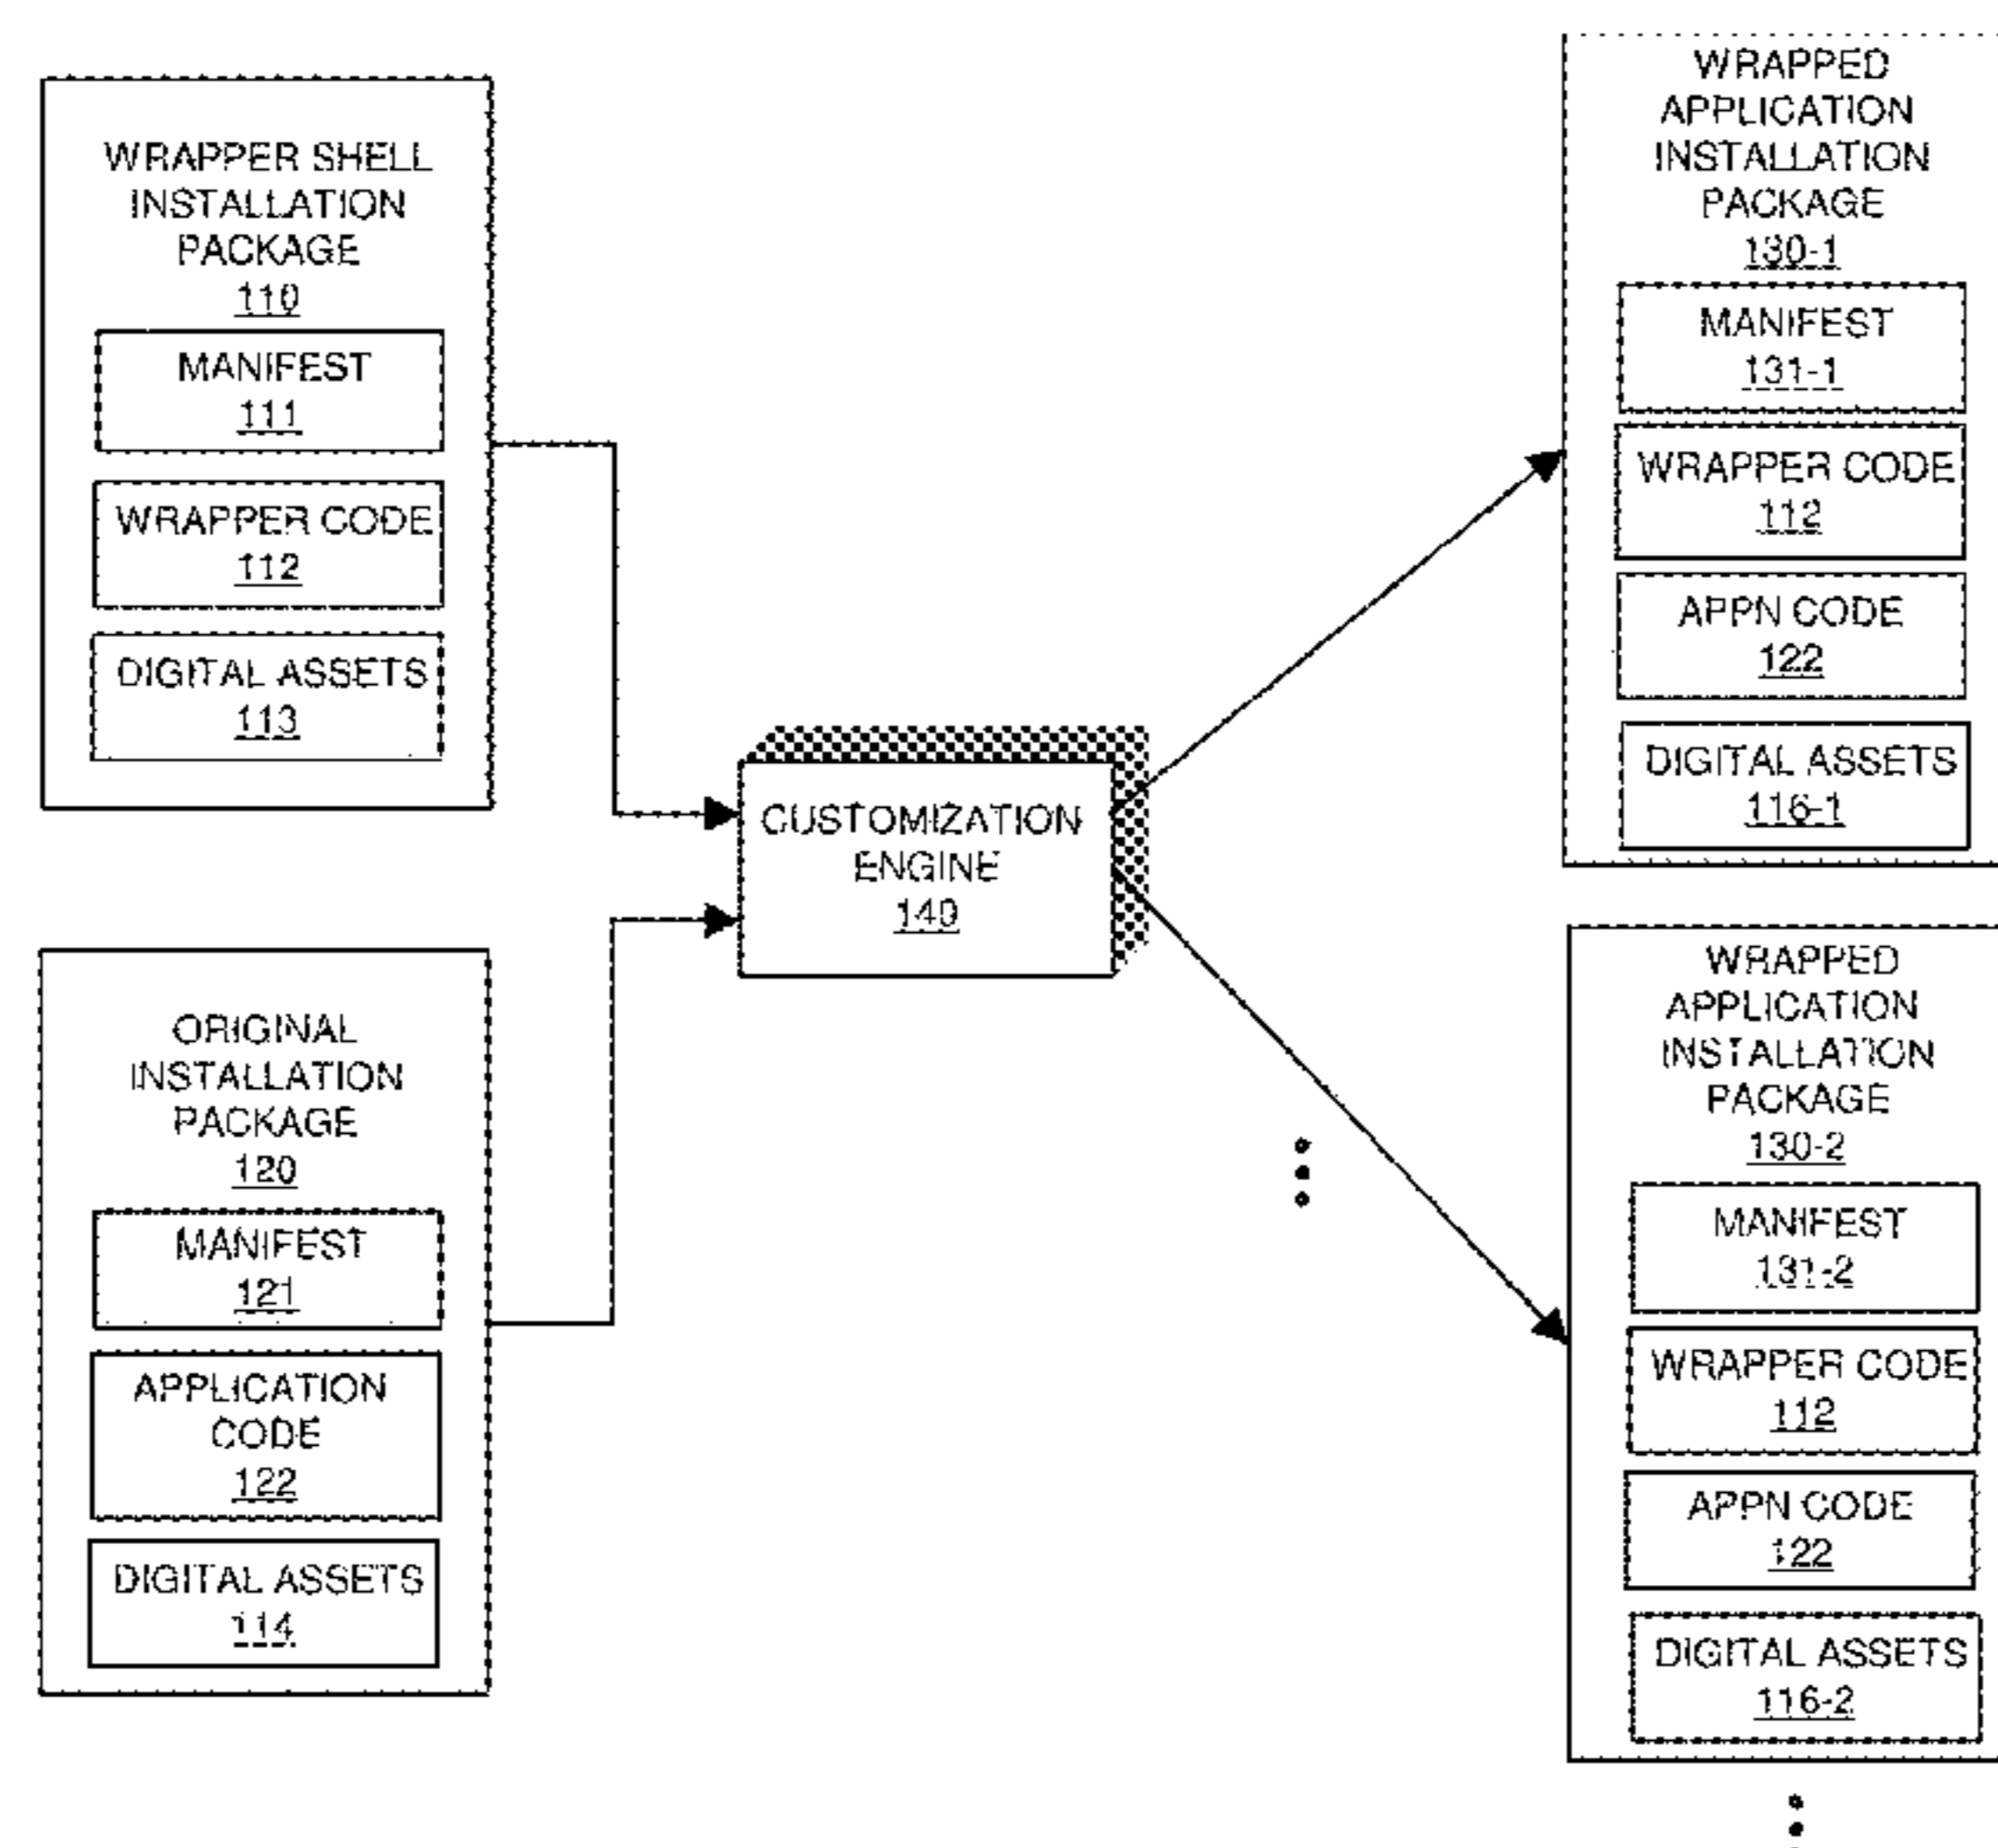 WRAPPER SHELL
INSTALLATION
PACKAGE
110
MANIFEST
111
WRAPPER CODE
112
DIGITAL ASSETS
113
ORIGINAL
INSTALLATION
PACKAGE
120
MANIFEST
121
APPLICATION
CODE
122
DIGITAL ASSETS
114
CUSTOMIZATION
ENGINE
140
WRAPPED
APPLICATION
INSTALLATION
PACKAGE
130-1
MANIFEST
131-1
WRAPPER CODE
112
APPN CODE
122
DIGITAL ASSETS
116-1
WRAPPED
APPLICATION
INSTALLATION
PACKAGE
130-2
MANIFEST
131-2
WRAPPER CODE
112
APPN CODE
122
DIGITAL ASSETS
116-2